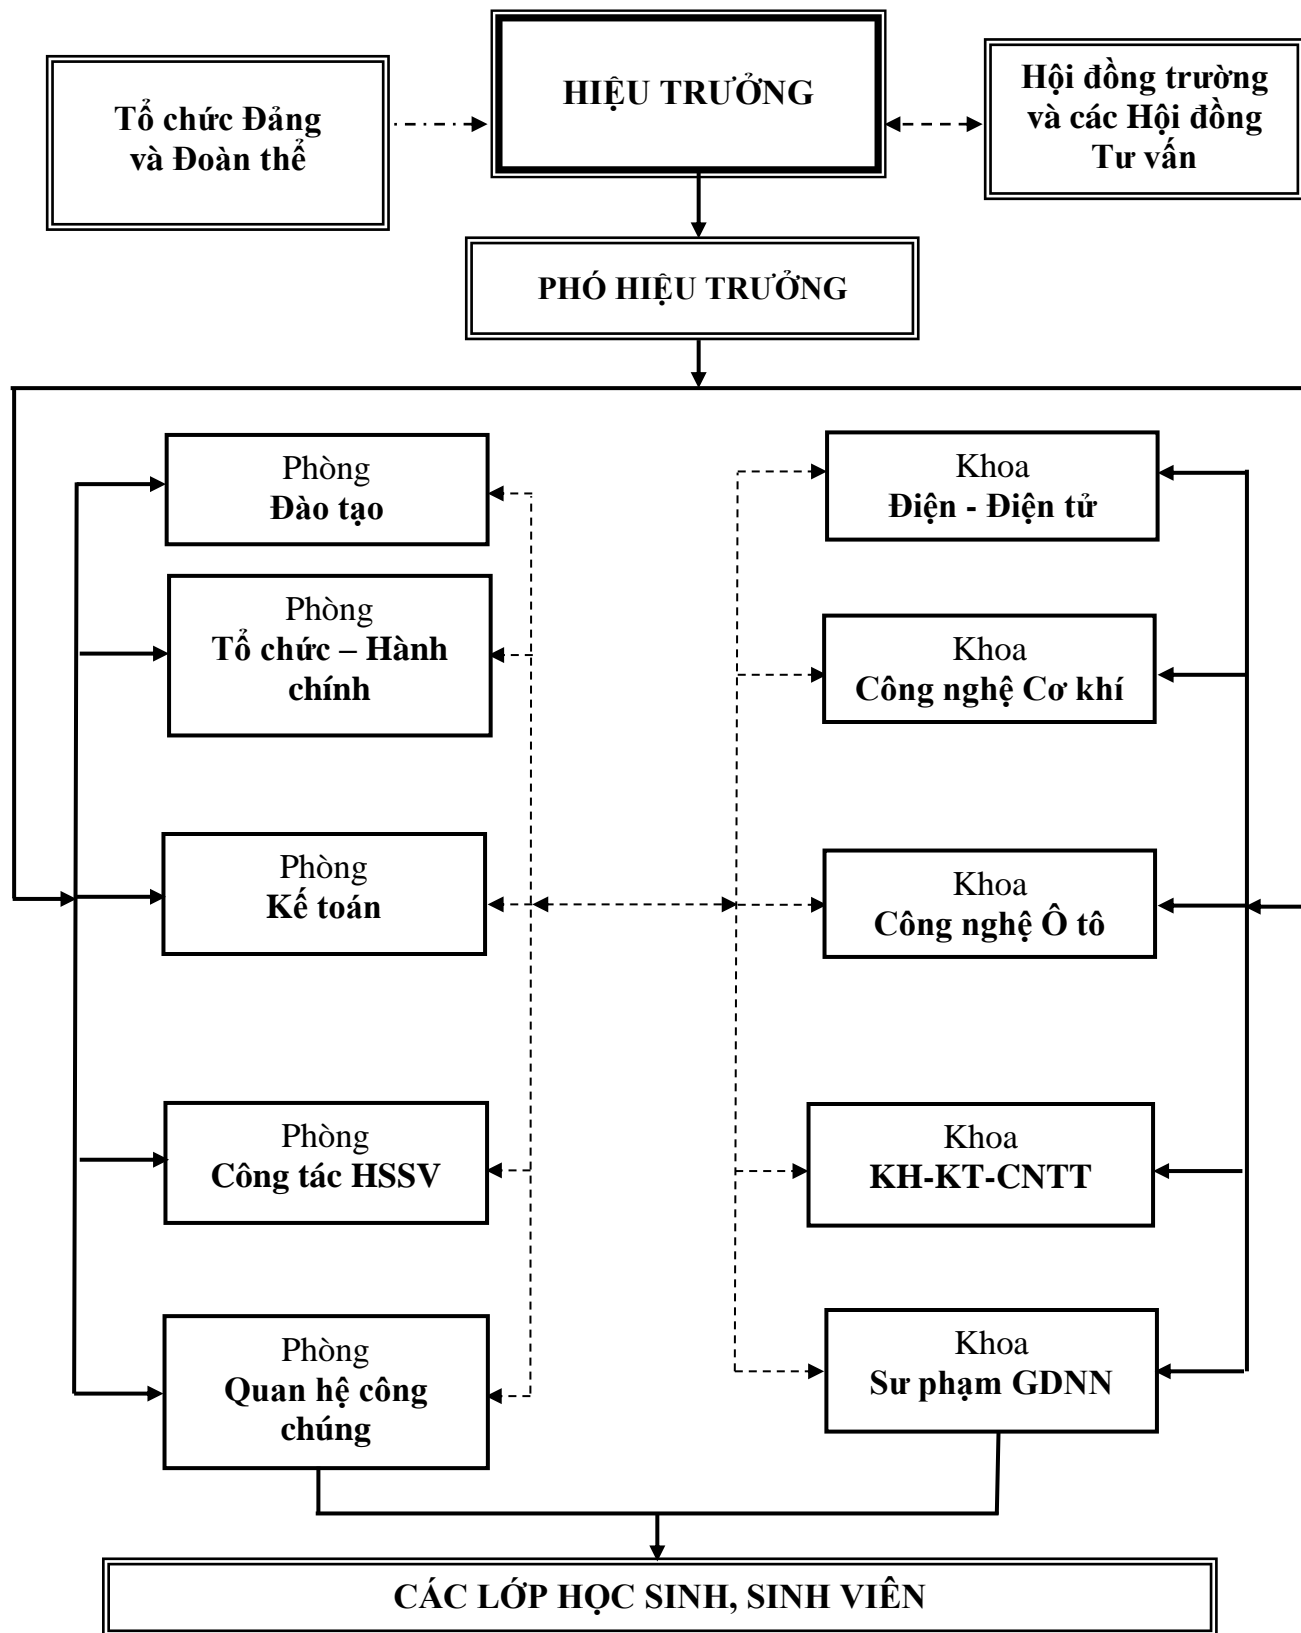 Tổ chức Đảng
và Đoàn thể
HIỆU TRƯỞNG
Hội đồng trường
và các Hội đồng
Tư vấn
PHÓ HIỆU TRƯỞNG
Phòng
Đào tạo
Phòng
Tổ chức – Hành
chính
Phòng
Kế toán
Phòng
Công tác HSSV
Phòng
Quan hệ công
chúng
Khoa
Điện - Điện tử
Khoa
Công nghệ Cơ khí
Khoa
Công nghệ Ô tô
Khoa
KH-KT-CNTT
Khoa
Sư phạm GDNN
CÁC LỚP HỌC SINH, SINH VIÊN